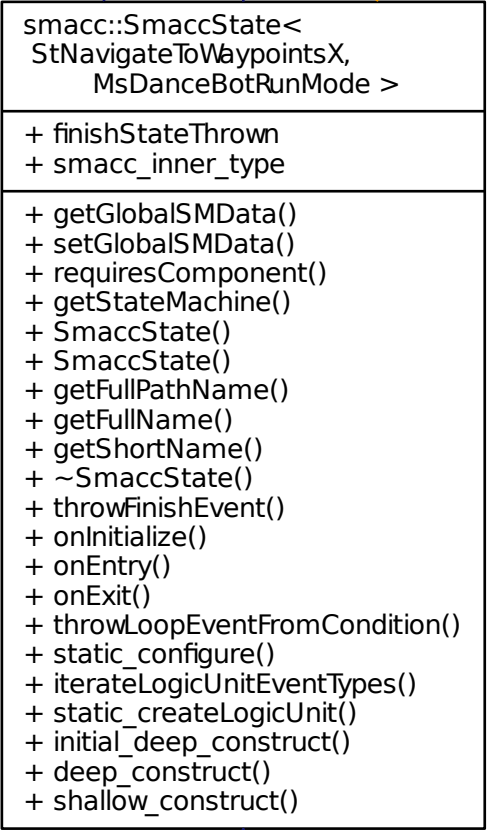 smacc::SmaccState<
StNavigateToWaypointsX,
MsDanceBotRunMode >
+ finishStateThrown
+ smacc_inner_type
+ getGlobalSMData()
+ setGlobalSMData()
+ requiresComponent()
+ getStateMachine()
+ SmaccState()
+ SmaccState()
+ getFullPathName()
+ getFullName()
+ getShortName()
+ ~SmaccState()
+ throwFinishEvent()
+ onInitialize()
+ onEntry()
+ onExit()
+ throwLoopEventFromCondition()
+ static_configure()
+ iterateLogicUnitEventTypes()
+ static_createLogicUnit()
+ initial_deep_construct()
+ deep_construct()
+ shallow_construct()